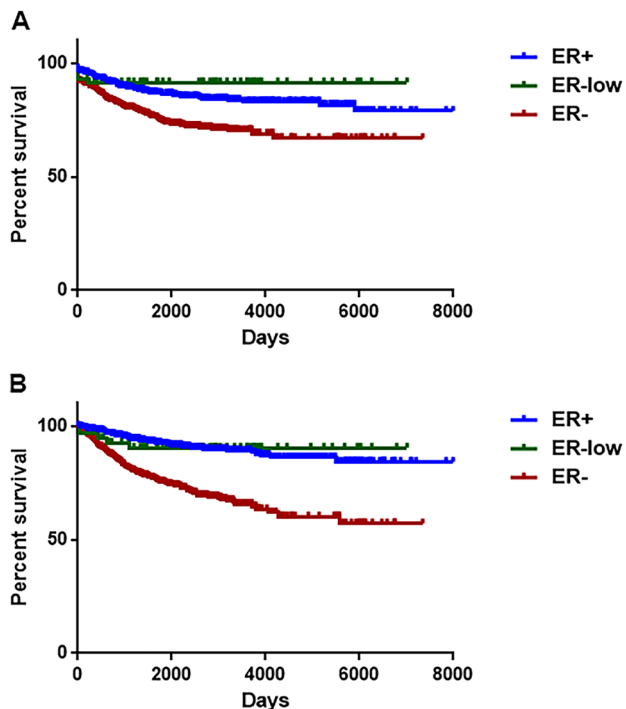 A
100
50
0
Percent survival
0 2000 4000 6000 8000
Days
ER+
ER-low
ER-
B
100
50
0
Percent survival
0 2000 4000 6000 8000
Days
ER+
ER-low
ER-